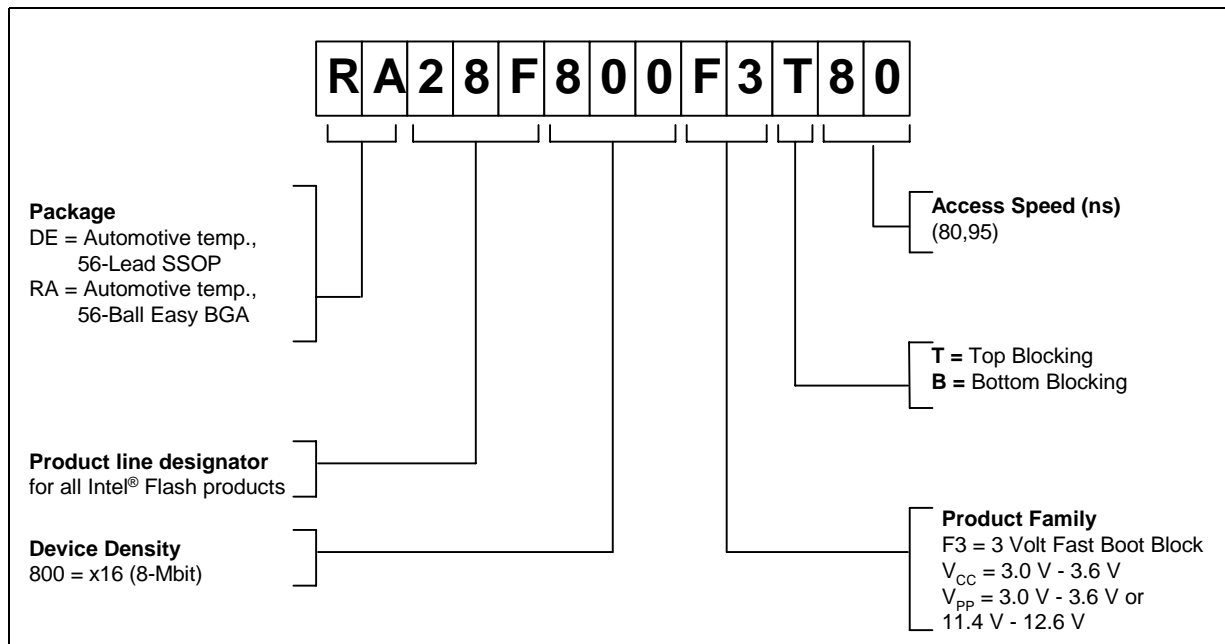 RA28F800F3T80
Package
DE = Automotive temp.,
56-Lead SSOP
RA = Automotive temp.,
56-Ball Easy BGA
Product line designator
for all Intel® Flash products
Device Density
800 = x16 (8-Mbit)
Access Speed (ns)
(80,95)
T = Top Blocking
B = Bottom Blocking
Product Family
F3 = 3 Volt Fast Boot Block
VCC = 3.0 V - 3.6 V
VPP = 3.0 V - 3.6 V or
11.4 V - 12.6 V